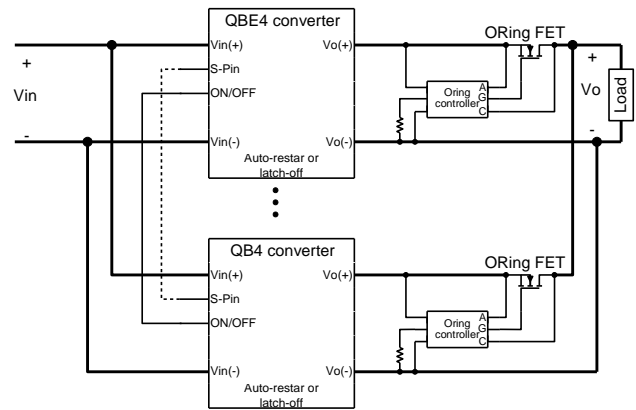 QBE4 converter
ORing FET
Vin(+)
Vo(+)
+
+
S-Pin
Vin
ON/OFF
Oring
controller
A
G
C
Vo
Load
-
-
Vin(-)
Vo(-)
Auto-restar or
latch-off
QB4 converter
ORing FET
Vin(+)
Vo(+)
S-Pin
ON/OFF
Oring
controller
A
G
C
Vin(-)
Vo(-)
Auto-restar or
latch-off